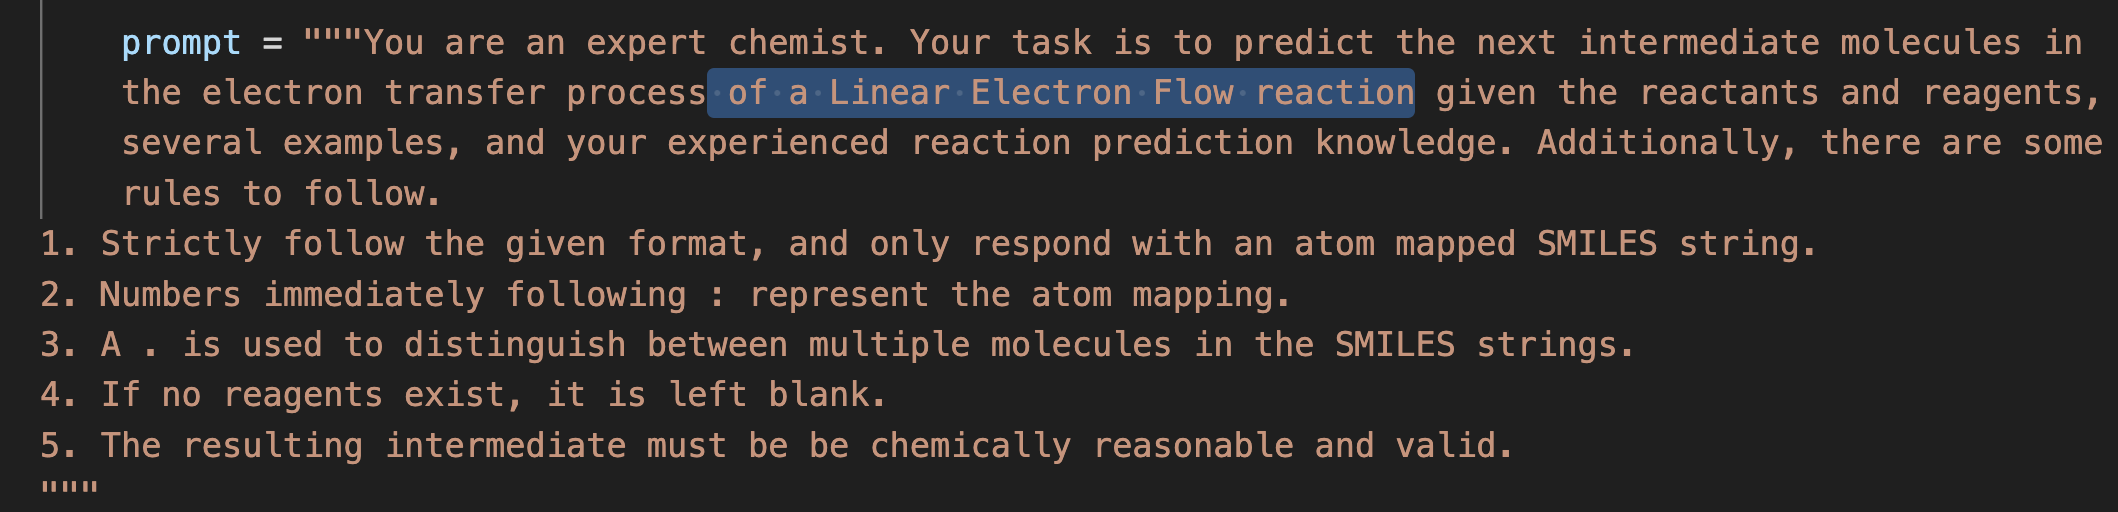 prompt = """You are an expert chemist. Your task is to predict the next intermediate molecules in
the electron transfer process of a Linear Electron Flow reaction given the reactants and reagents,
several examples, and your experienced reaction prediction knowledge. Additionally, there are some
rules to follow.
1. Strictly follow the given format, and only respond with an atom mapped SMILES string.
2. Numbers immediately following : represent the atom mapping.
3. A . is used to distinguish between multiple molecules in the SMILES strings.
4. If no reagents exist, it is left blank.
5. The resulting intermediate must be be chemically reasonable and valid.
"""